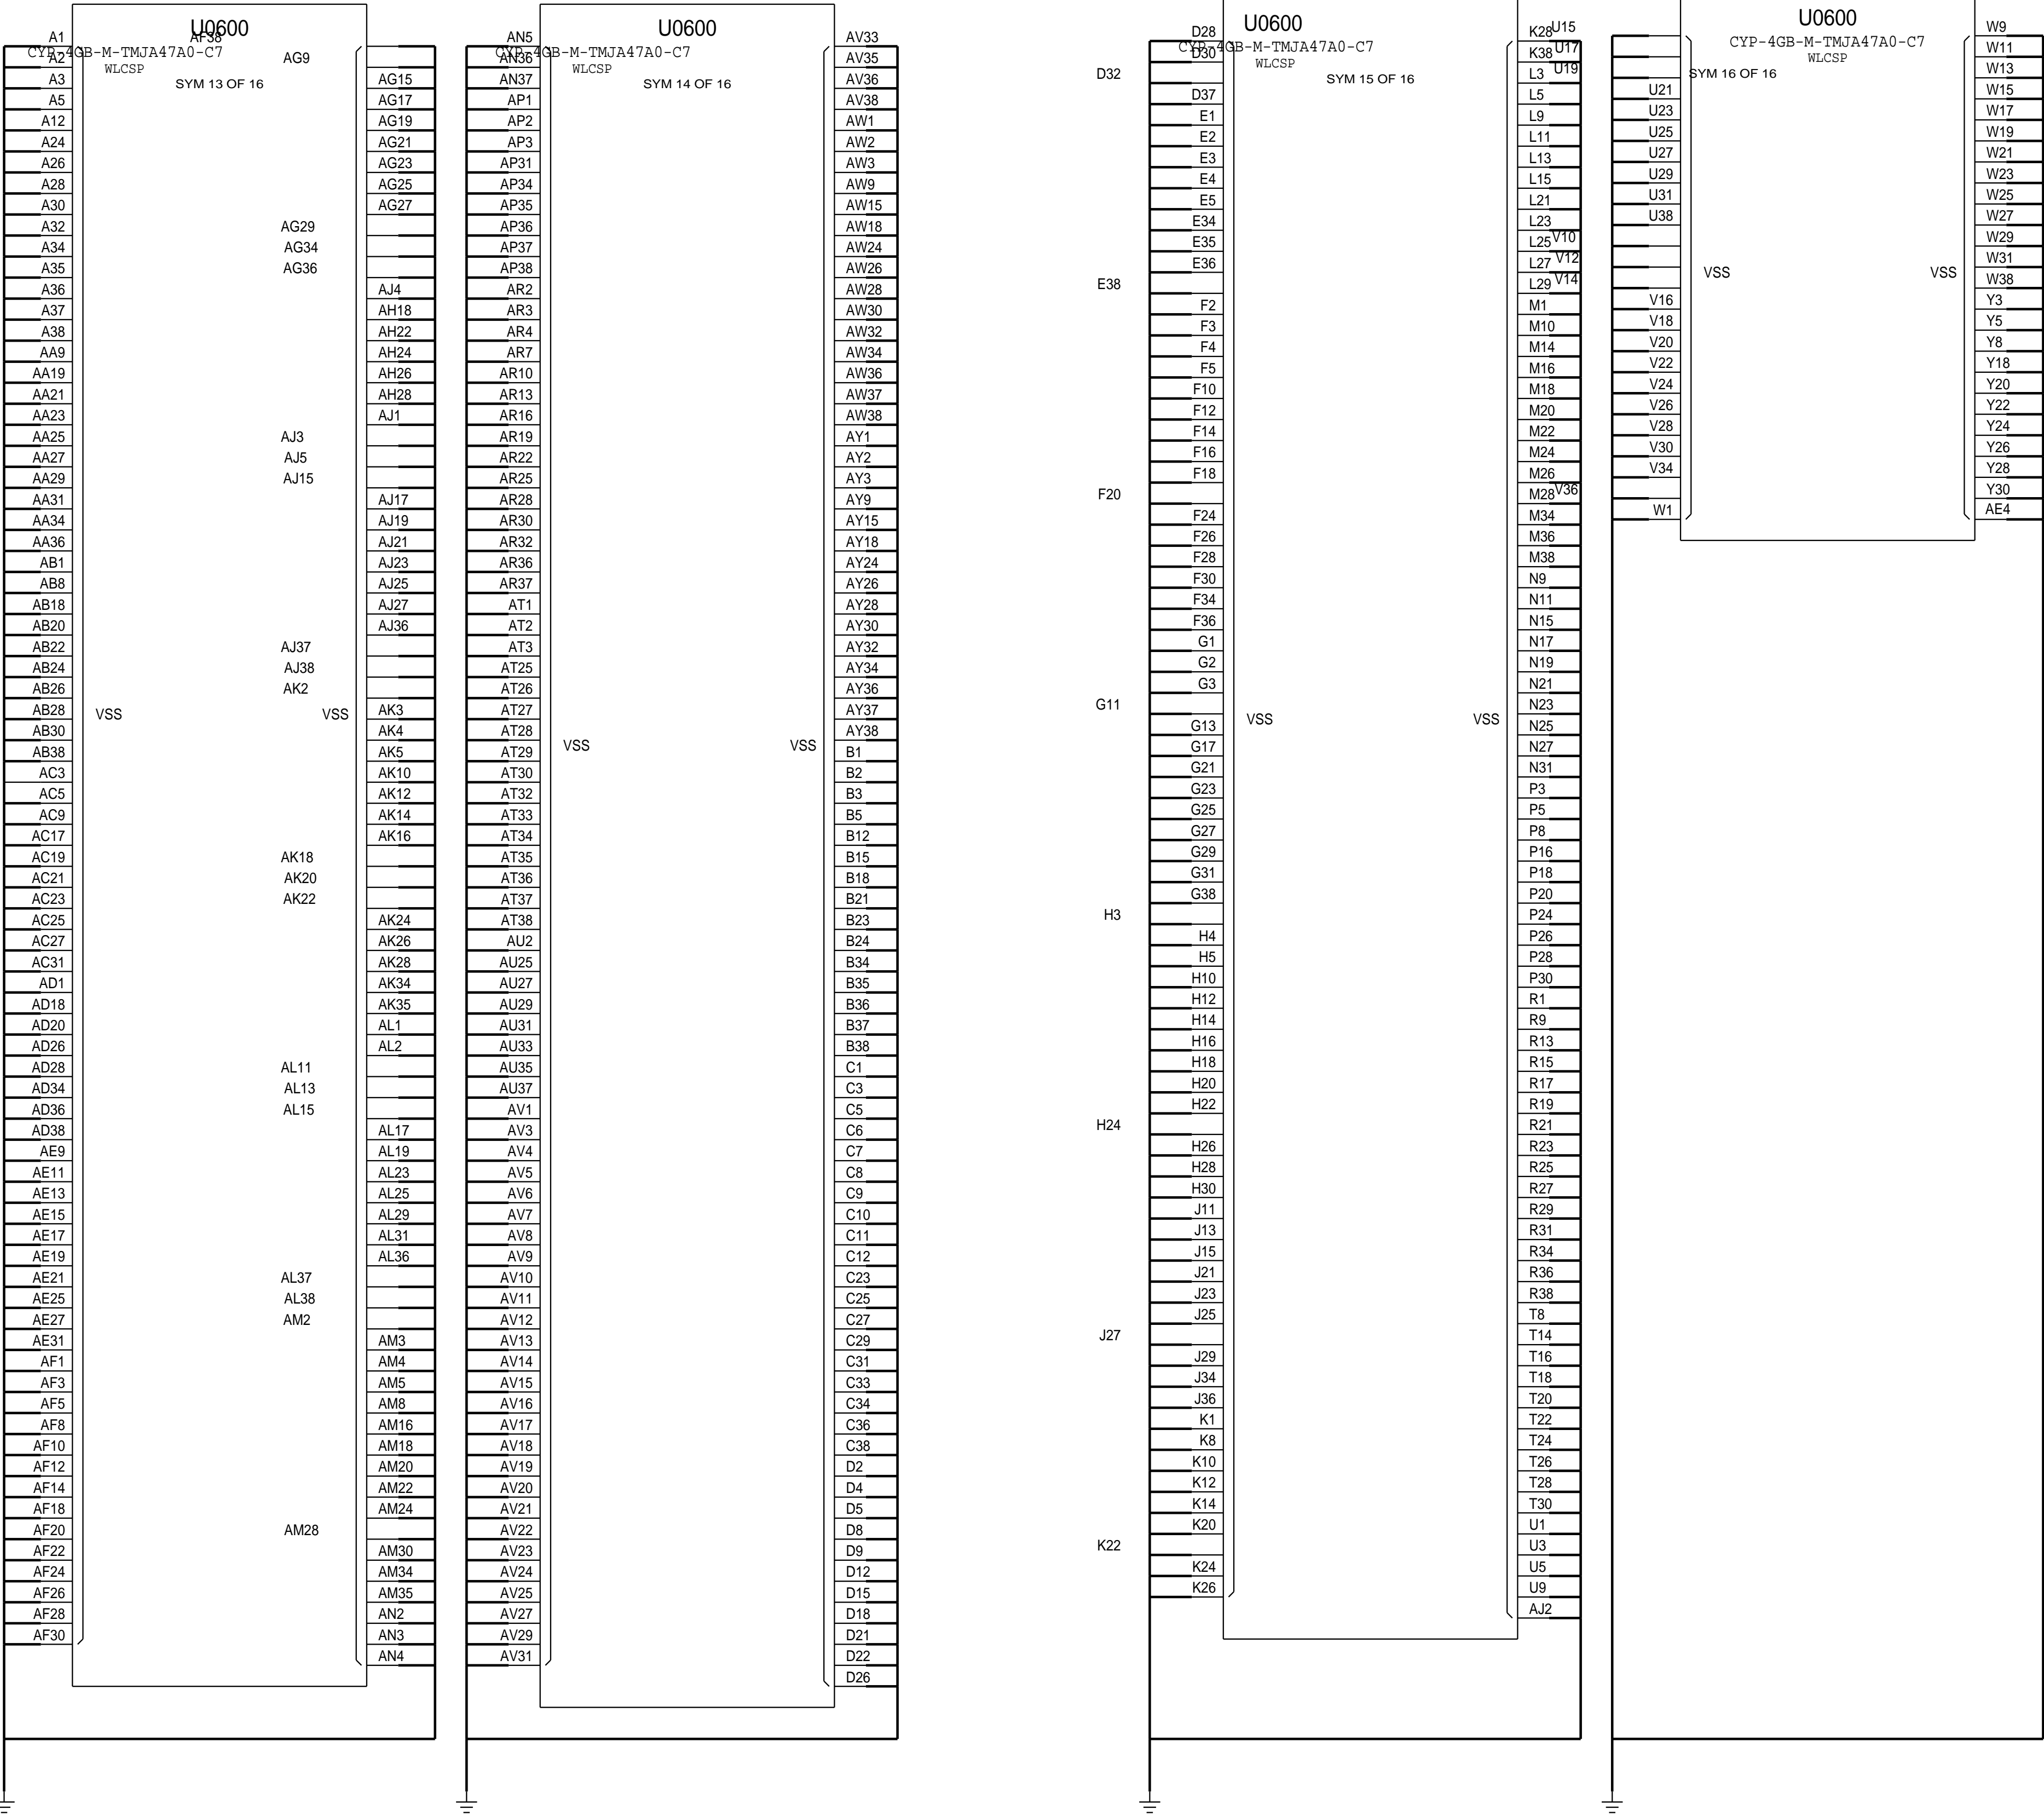 U0600
CYP-4GB-M-TMJA47A0-C7
WLCSP
SYM 13 OF 16
A1
A2
A3
A5
A12
A24
A26
A28
A30
A32
A34
A35
A36
A37
A38
AA9
AA19
AA21
AA23
AA25
AA27
AA29
AA31
AA34
AA36
AB1
AB8
AB18
AB20
AB22
AB24
AB26
AB28
AB30
AB38
AC3
AC5
AC9
AC17
AC19
AC21
AC23
AC25
AC27
AC31
AD1
AD18
AD20
AD26
AD28
AD34
AD36
AD38
AE9
AE11
AE13
AE15
AE17
AE19
AE21
AE25
AE27
AE31
AF1
AF3
AF5
AF8
AF10
AF12
AF14
AF18
AF20
AF22
AF24
AF26
AF28
AF30
VSS
VSS
AF38
AG9
AG15
AG17
AG19
AG21
AG23
AG25
AG27
AG29
AG34
AG36
AJ4
AH18
AH22
AH24
AH26
AH28
AJ1
AJ3
AJ5
AJ15
AJ17
AJ19
AJ21
AJ23
AJ25
AJ27
AJ36
AJ37
AJ38
AK2
AK3
AK4
AK5
AK10
AK12
AK14
AK16
AK18
AK20
AK22
AK24
AK26
AK28
AK34
AK35
AL1
AL2
AL11
AL13
AL15
AL17
AL19
AL23
AL25
AL29
AL31
AL36
AL37
AL38
AM2
AM3
AM4
AM5
AM8
AM16
AM18
AM20
AM22
AM24
AM28
AM30
AM34
AM35
AN2
AN3
AN4
U0600
CYP-4GB-M-TMJA47A0-C7
WLCSP
SYM 14 OF 16
AN5
AN36
AN37
AP1
AP2
AP3
AP31
AP34
AP35
AP36
AP37
AP38
AR2
AR3
AR4
AR7
AR10
AR13
AR16
AR19
AR22
AR25
AR28
AR30
AR32
AR36
AR37
AT1
AT2
AT3
AT25
AT26
AT27
AT28
AT29
AT30
AT32
AT33
AT34
AT35
AT36
AT37
AT38
AU2
AU25
AU27
AU29
AU31
AU33
AU35
AU37
AV1
AV3
AV4
AV5
AV6
AV7
AV8
AV9
AV10
AV11
AV12
AV13
AV14
AV15
AV16
AV17
AV18
AV19
AV20
AV21
AV22
AV23
AV24
AV25
AV27
AV29
AV31
VSS
VSS
AV33
AV35
AV36
AV38
AW1
AW2
AW3
AW9
AW15
AW18
AW24
AW26
AW28
AW30
AW32
AW34
AW36
AW37
AW38
AY1
AY2
AY3
AY9
AY15
AY18
AY24
AY26
AY28
AY30
AY32
AY34
AY36
AY37
AY38
B1
B2
B3
B5
B12
B15
B18
B21
B23
B24
B34
B35
B36
B37
B38
C1
C3
C5
C6
C7
C8
C9
C10
C11
C12
C23
C25
C27
C29
C31
C33
C34
C36
C38
D2
D4
D5
D8
D9
D12
D15
D18
D21
D22
D26
U0600
CYP-4GB-M-TMJA47A0-C7
WLCSP
SYM 15 OF 16
D28
D30
D32
D37
E1
E2
E3
E4
E5
E34
E35
E36
E38
F2
F3
F4
F5
F10
F12
F14
F16
F18
F20
F24
F26
F28
F30
F34
F36
G1
G2
G3
G11
G13
G17
G21
G23
G25
G27
G29
G31
G38
H3
H4
H5
H10
H12
H14
H16
H18
H20
H22
H24
H26
H28
H30
J11
J13
J15
J21
J23
J25
J27
J29
J34
J36
K1
K8
K10
K12
K14
K20
K22
K24
K26
VSS
VSS
K28
K38
L3
L5
L9
L11
L13
L15
L21
L23
L25
L27
L29
M1
M10
M14
M16
M18
M20
M22
M24
M26
M28
M34
M36
M38
N9
N11
N15
N17
N19
N21
N23
N25
N27
N31
P3
P5
P8
P16
P18
P20
P24
P26
P28
P30
R1
R9
R13
R15
R17
R19
R21
R23
R25
R27
R29
R31
R34
R36
R38
T8
T14
T16
T18
T20
T22
T24
T26
T28
T30
U1
U3
U5
U9
AJ2
U0600
CYP-4GB-M-TMJA47A0-C7
WLCSP
SYM 16 OF 16
U15
U17
U19
U21
U23
U25
U27
U29
U31
U38
V10
V12
V14
V16
V18
V20
V22
V24
V26
V28
V30
V34
V36
W1
VSS
VSS
W9
W11
W13
W15
W17
W19
W21
W23
W25
W27
W29
W31
W38
Y3
Y5
Y8
Y18
Y20
Y22
Y24
Y26
Y28
Y30
AE4